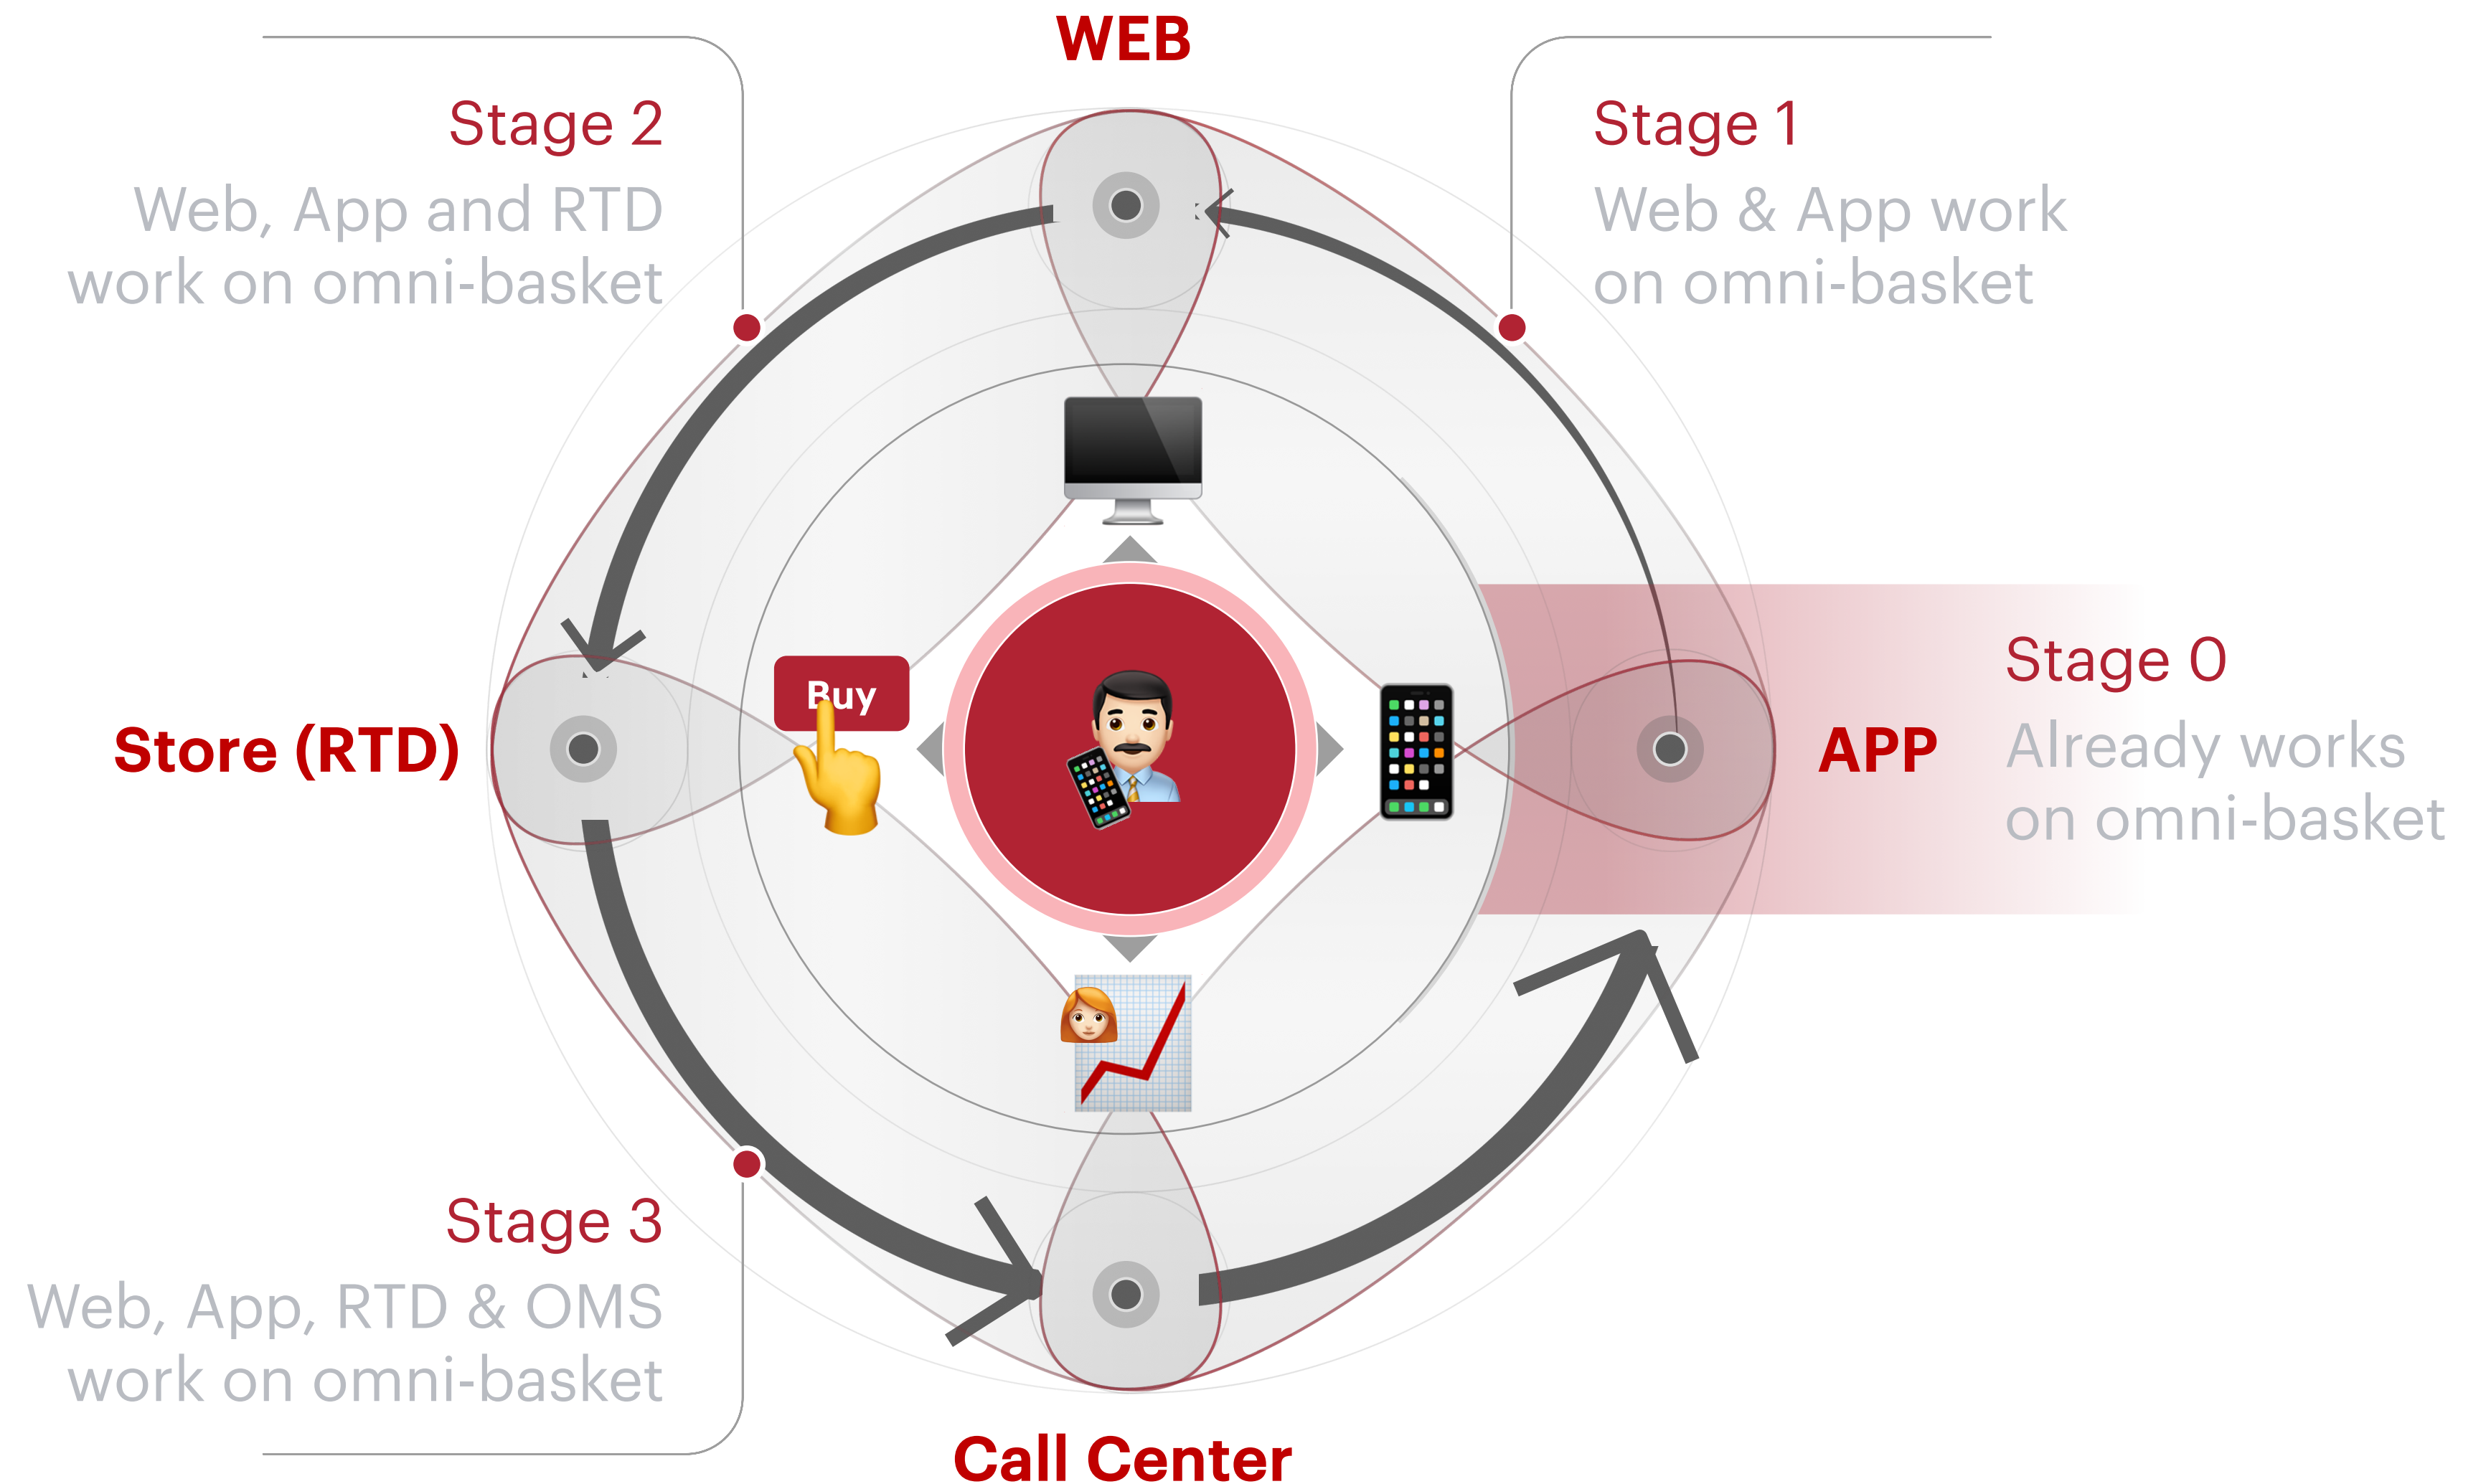 WEB
Stage 2
Web, App and RTD
work on omni-basket
Stage 1
Web & App work
on omni-basket
Buy
Store (RTD)
APP
Stage 0
Already works
on omni-basket
Stage 3
Web, App, RTD & OMS
work on omni-basket
Call Center